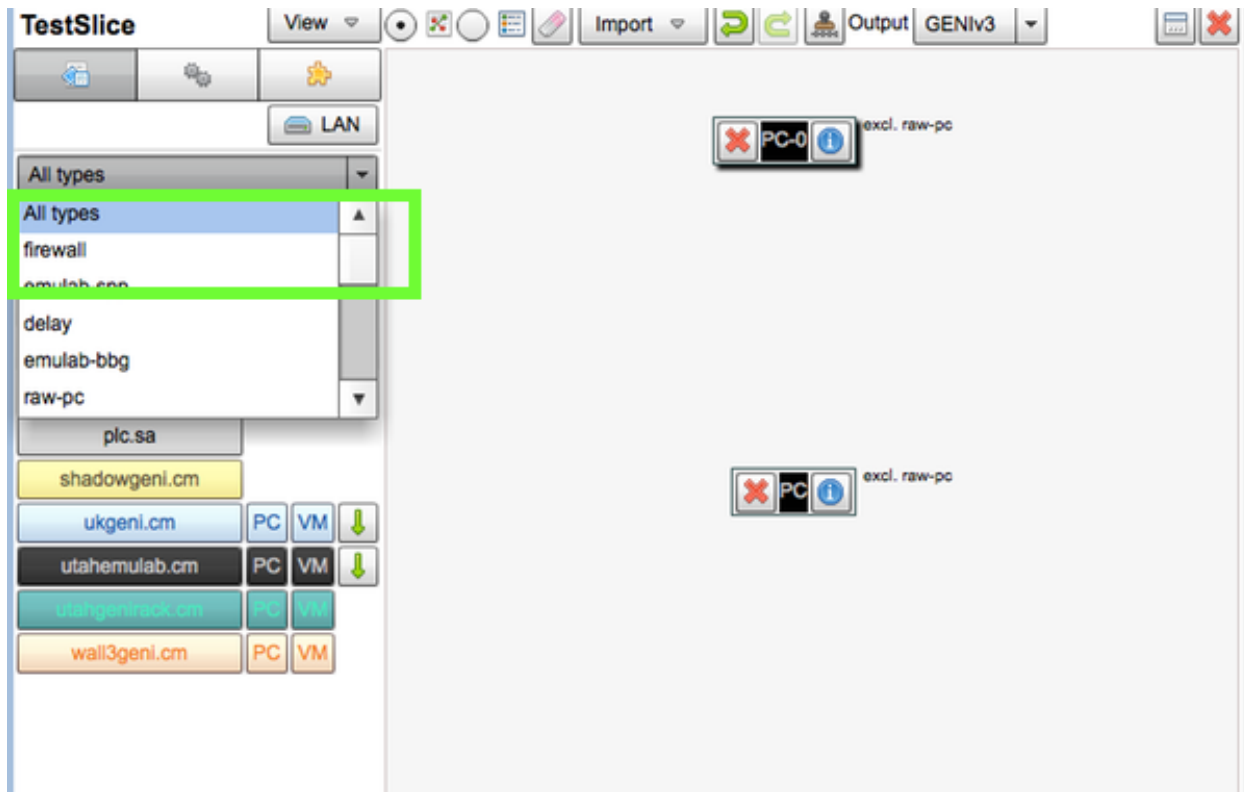 TestSlice View Import Output GENIv3
LAN
All types
All types
firewall
emulab-spp
delay
emulab-bbg
raw-pc
plc.sa
shadowgeni.cm
ukgeni.cm PC VM
utahemulab.cm PC VM
utahgenirack.cm PC VM
wall3geni.cm PC VM
PC-0 excl. raw-pc
PC excl. raw-pc